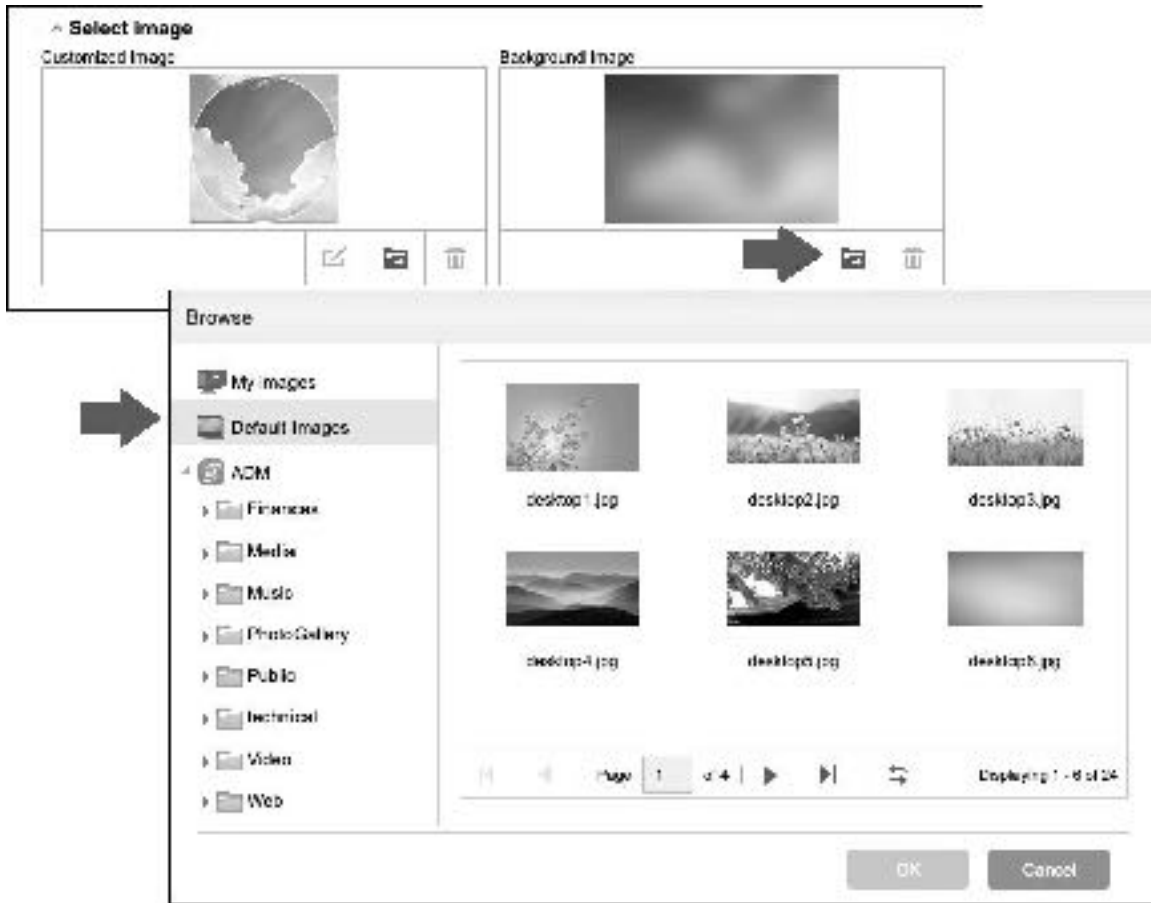 Select Image
Customized Image
Background Image
Browse
My Images
Default Images
ADM
Finances
Media
Music
PhotoGallery
Public
technical
Video
Web
desktop1.jpg
desktop2.jpg
desktop3.jpg
desktop4.jpg
desktop5.jpg
desktop6.jpg
Page 1 of 4
Displaying 1 - 6 of 24
OK
Cancel